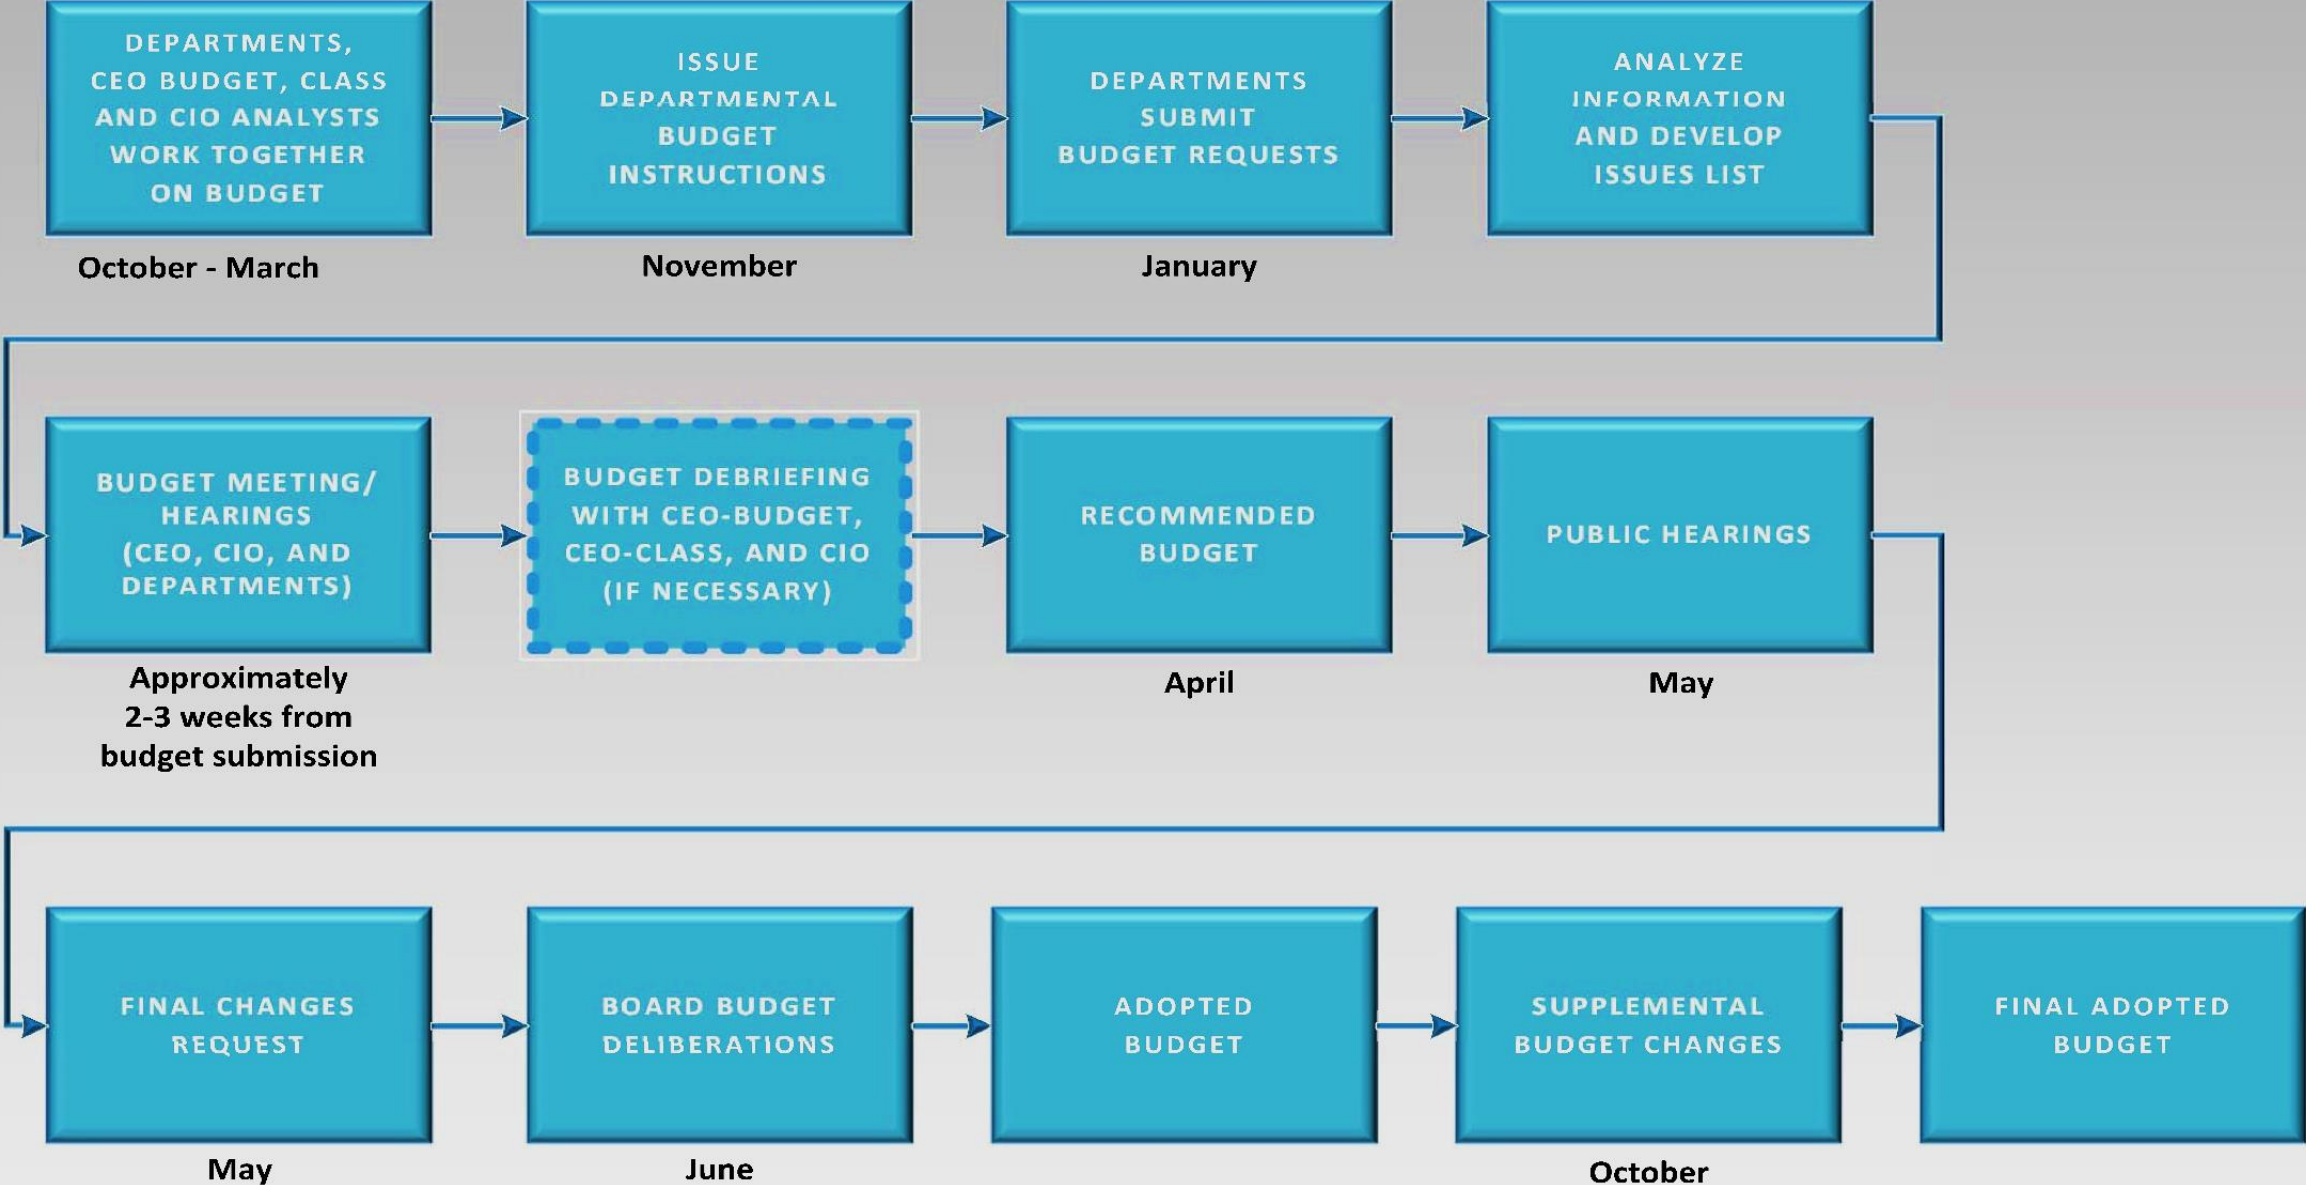 DEPARTMENTS,
CEO BUDGET, CLASS
AND CIO ANALYSTS
WORK TOGETHER
ON BUDGET
October - March
ISSUE
DEPARTMENTAL
BUDGET
INSTRUCTIONS
November
DEPARTMENTS
SUBMIT
BUDGET REQUESTS
January
ANALYZE
INFORMATION
AND DEVELOP
ISSUES LIST
BUDGET MEETING/
HEARINGS
(CEO, CIO, AND
DEPARTMENTS)
Approximately
2-3 weeks from
budget submission
BUDGET DEBRIEFING
WITH CEO-BUDGET,
CEO-CLASS, AND CIO
(IF NECESSARY)
RECOMMENDED
BUDGET
April
PUBLIC HEARINGS
May
FINAL CHANGES
REQUEST
May
BOARD BUDGET
DELIBERATIONS
June
ADOPTED
BUDGET
SUPPLEMENTAL
BUDGET CHANGES
October
FINAL ADOPTED
BUDGET